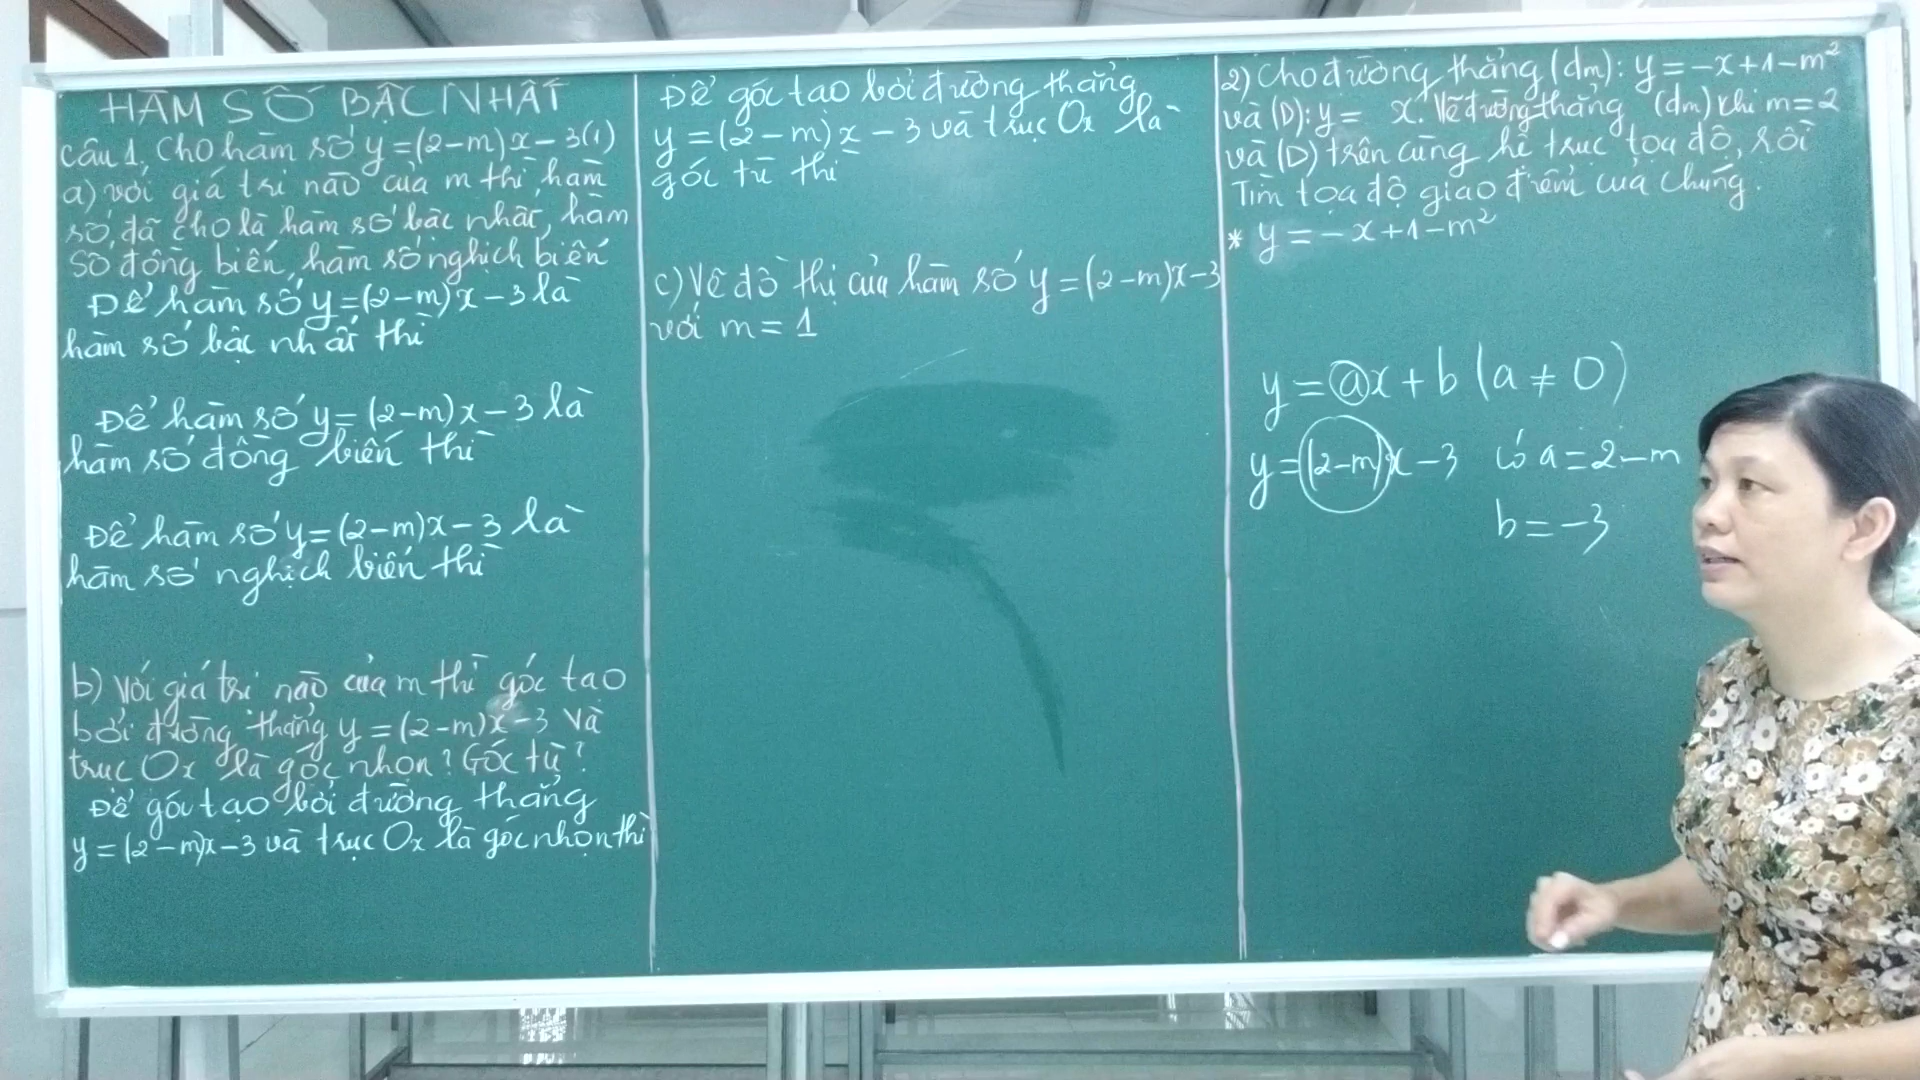 HÀM SỐ BẬC NHẤT
Câu 1. Cho hàm số y=(2-m)x-3(1)
a) với giá trị nào của m thì, hàm
số, đã cho là hàm số bậc nhất, hàm
số đồng biến, hàm số nghịch biến
Để hàm số y=(2-m)x-3 là
hàm số bậc nhất thì
Để hàm số y=(2-m)x-3 là
hàm số đồng biến thì
Để hàm số y=(2-m)x-3 là
hàm số nghịch biến thì
b) Với giá trị nào của m thì góc tạo
bởi đường thẳng y=(2-m)x-3 và
trục Ox là góc nhọn? Góc tù?
Để góc tạo bởi đường thẳng
y=(2-m)x-3 và trục Ox là góc nhọn thì
Để góc tạo bởi đường thẳng
y=(2-m)x-3 và trục Ox là
góc tù thì
c) Vẽ đồ thị của hàm số y=(2-m)x-3
với m=1
2) Cho đường thẳng (dm): y=-x+1-m²
và (D): y= x. Vẽ đường thẳng (dm) khi m=2
và (D) trên cùng hệ trục tọa độ, rồi
Tìm tọa độ giao điểm của chúng.
* y=-x+1-m²
y=ax+b (a≠0)
y=(2-m)x-3 có a=2-m
b=-3